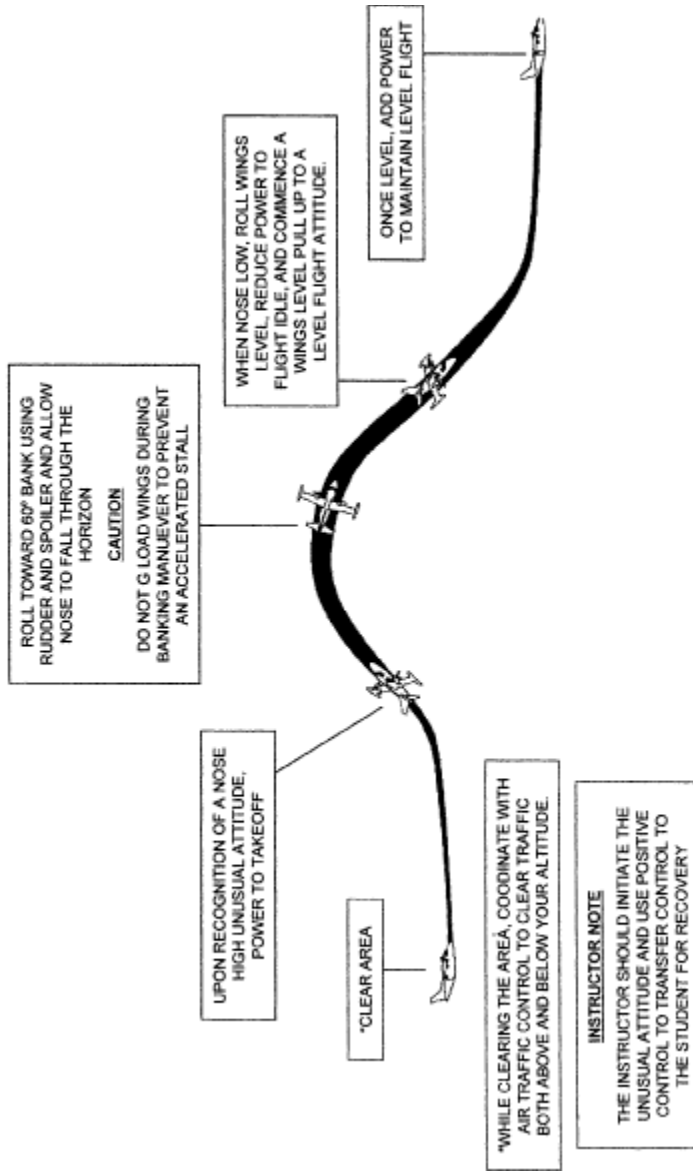 ROLL TOWARD 60° BANK USING
RUDDER AND SPOILER AND ALLOW
NOSE TO FALL THROUGH THE
HORIZON
CAUTION
DO NOT G LOAD WINGS DURING
BANKING MANUEVER TO PREVENT
AN ACCELERATED STALL
UPON RECOGNITION OF A NOSE
HIGH UNUSUAL ATTITUDE,
POWER TO TAKEOFF
WHEN NOSE LOW, ROLL WINGS
LEVEL, REDUCE POWER TO
FLIGHT IDLE, AND COMMENCE A
WINGS LEVEL PULL UP TO A
LEVEL FLIGHT ATTITUDE.
*CLEAR AREA
ONCE LEVEL, ADD POWER
TO MAINTAIN LEVEL FLIGHT
*WHILE CLEARING THE AREA, COODINATE WITH
AIR TRAFFIC CONTROL TO CLEAR TRAFFIC
BOTH ABOVE AND BELOW YOUR ALTITUDE.
INSTRUCTOR NOTE
THE INSTRUCTOR SHOULD INITIATE THE
UNUSUAL ATTITUDE AND USE POSITIVE
CONTROL TO TRANSFER CONTROL TO
THE STUDENT FOR RECOVERY